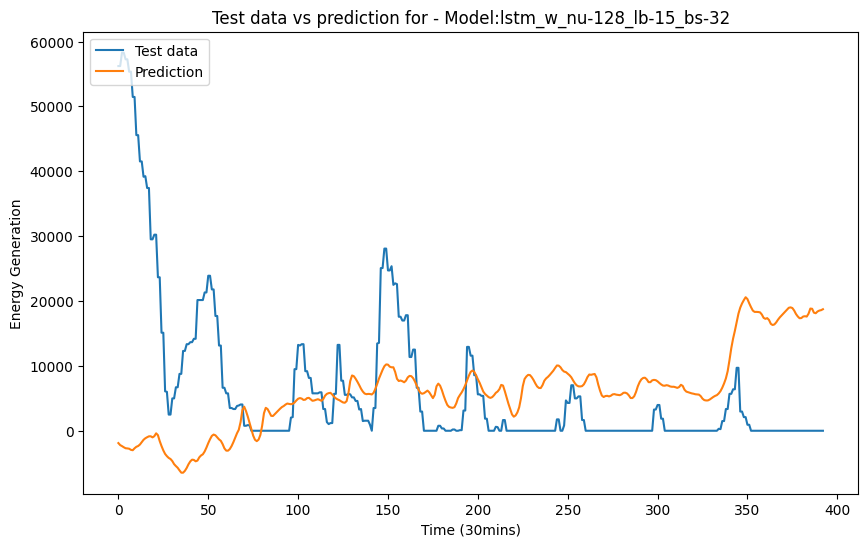 Test data vs prediction for - Model:lstm_w_nu-128_lb-15_bs-32
Test data
Prediction
Energy Generation
60000
50000
40000
30000
20000
10000
0
0 50 100 150 200 250 300 350 400
Time (30mins)